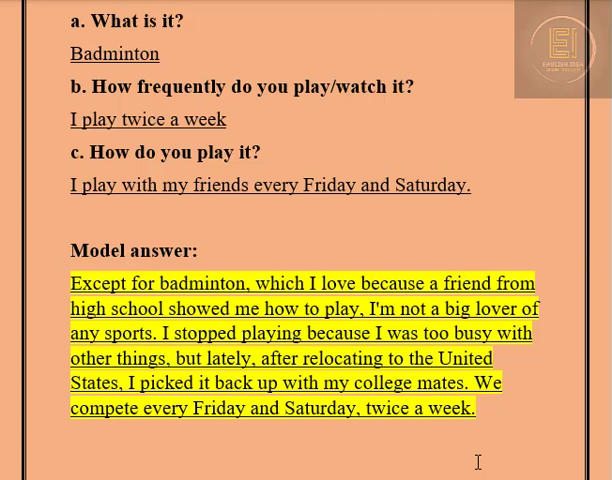 a. What is it?
Badminton
b. How frequently do you play/watch it?
I play twice a week
c. How do you play it?
I play with my friends every Friday and Saturday.
Model answer:
Except for badminton, which I love because a friend from
high school showed me how to play, I'm not a big lover of
any sports. I stopped playing because I was too busy with
other things, but lately, after relocating to the United
States, I picked it back up with my college mates. We
compete every Friday and Saturday, twice a week.
EI